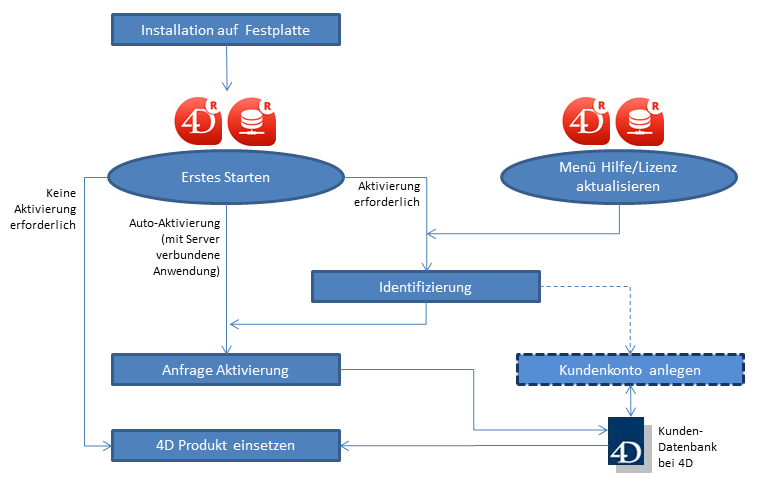 Installation auf Festplatte
4D R
R
4D R
R
Erstes Starten
Menü Hilfe/Lizenz
aktualisieren
Keine
Aktivierung
erforderlich
Aktivierung
erforderlich
Auto-Aktivierung
(mit Server
verbundene
Anwendung)
Identifizierung
Anfrage Aktivierung
Kundenkonto anlegen
4D Produkt einsetzen
4D
Kunden-
Datenbank
bei 4D